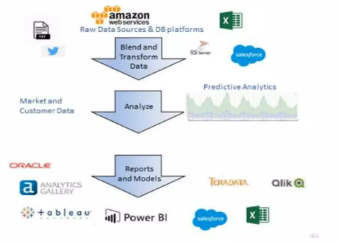 amazon
web services
Raw Data Sources & DB platforms
Blend and
Transform
Data
SQL Server
salesforce
Predictive Analytics
Market and
Customer Data
Analyze
ORACLE
Reports
and Models
ANALYTICS
GALLERY
TERADATA
Qlik
+ a b l e a u
Power BI
salesforce